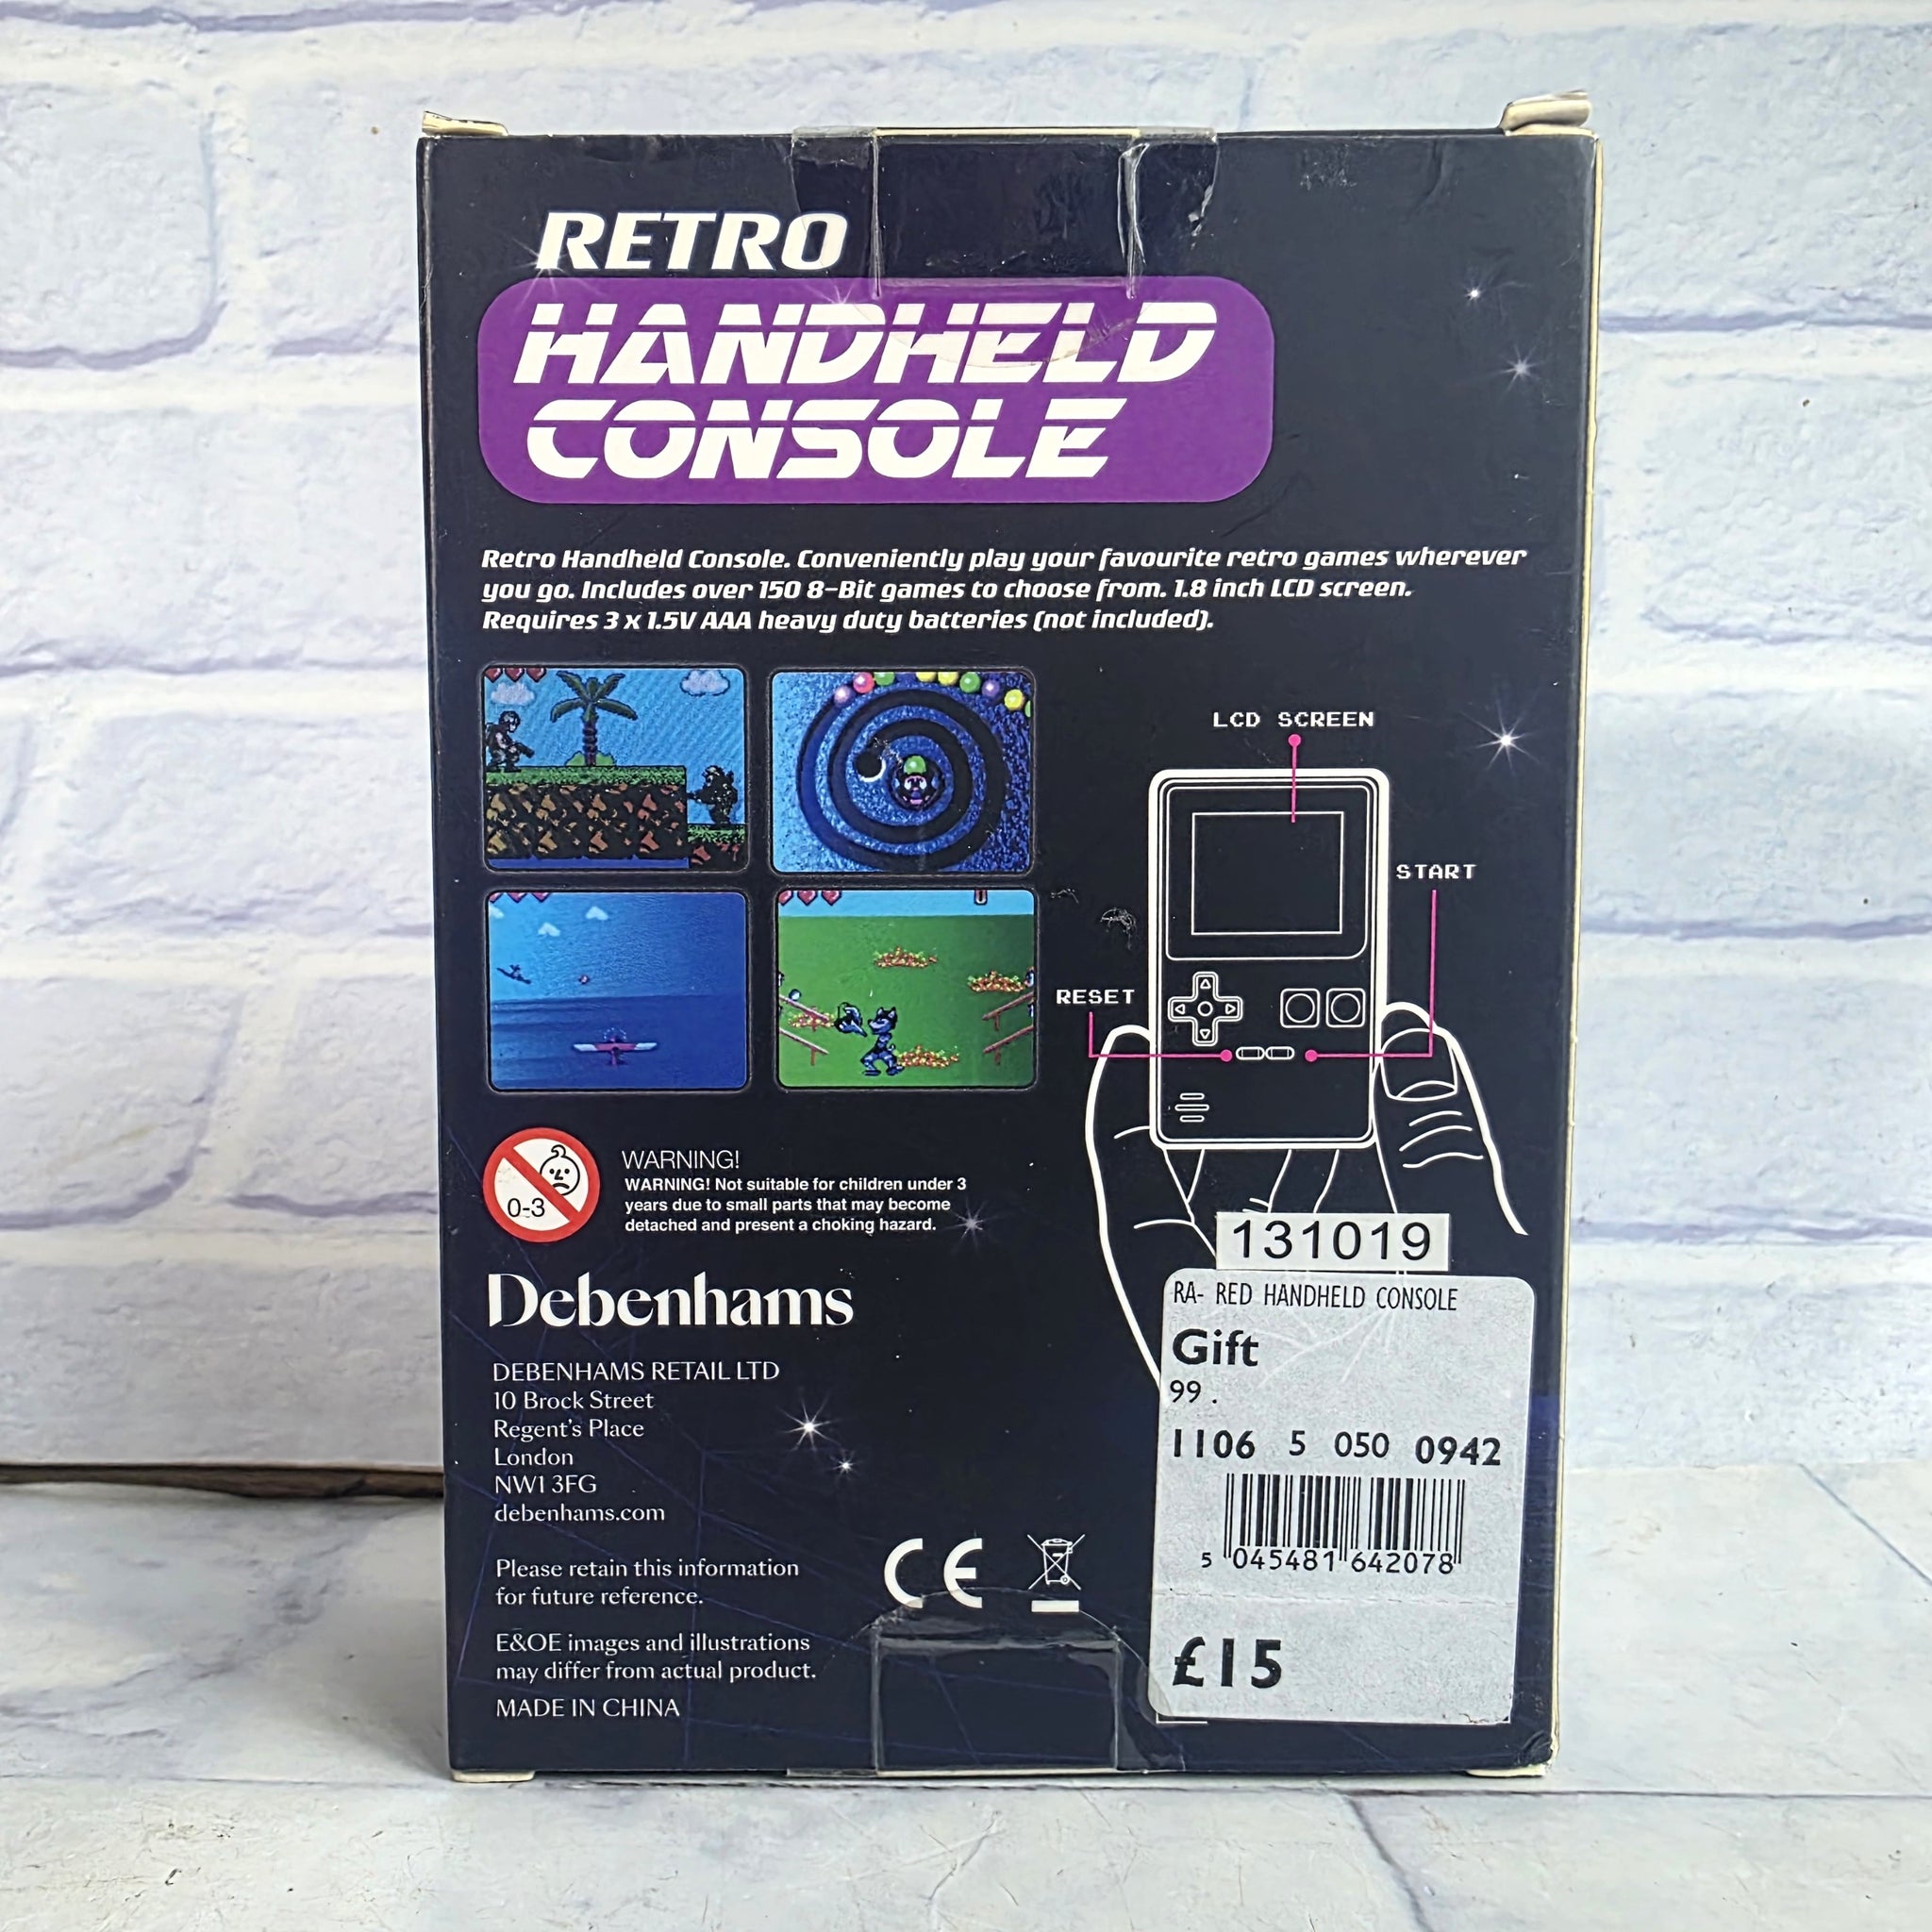 RETRO
HANDHELD
CONSOLE
Retro Handheld Console. Conveniently play your favourite retro games wherever
you go. Includes over 150 8-Bit games to choose from. 1.8 inch LCD screen.
Requires 3 x 1.5V AAA heavy duty batteries (not included).
LCD SCREEN
START
RESET
0-3
WARNING!
WARNING! Not suitable for children under 3
years due to small parts that may become
detached and present a choking hazard.
Debenhams
DEBENHAMS RETAIL LTD
10 Brock Street
Regent's Place
London
NW1 3FG
debenhams.com
Please retain this information
for future reference.
E&OE images and illustrations
may differ from actual product.
MADE IN CHINA
CE
131019
RA- RED HANDHELD CONSOLE
Gift
99 .
1106 5 050 0942
5 045481 642078
£15